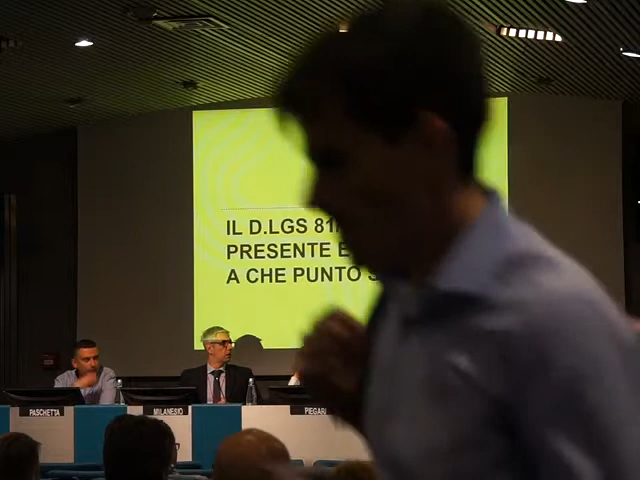 IL D.LGS 81
PRESENTE E
A CHE PUNTO S
PASCHETTA
MILANESIO
PIEGARI